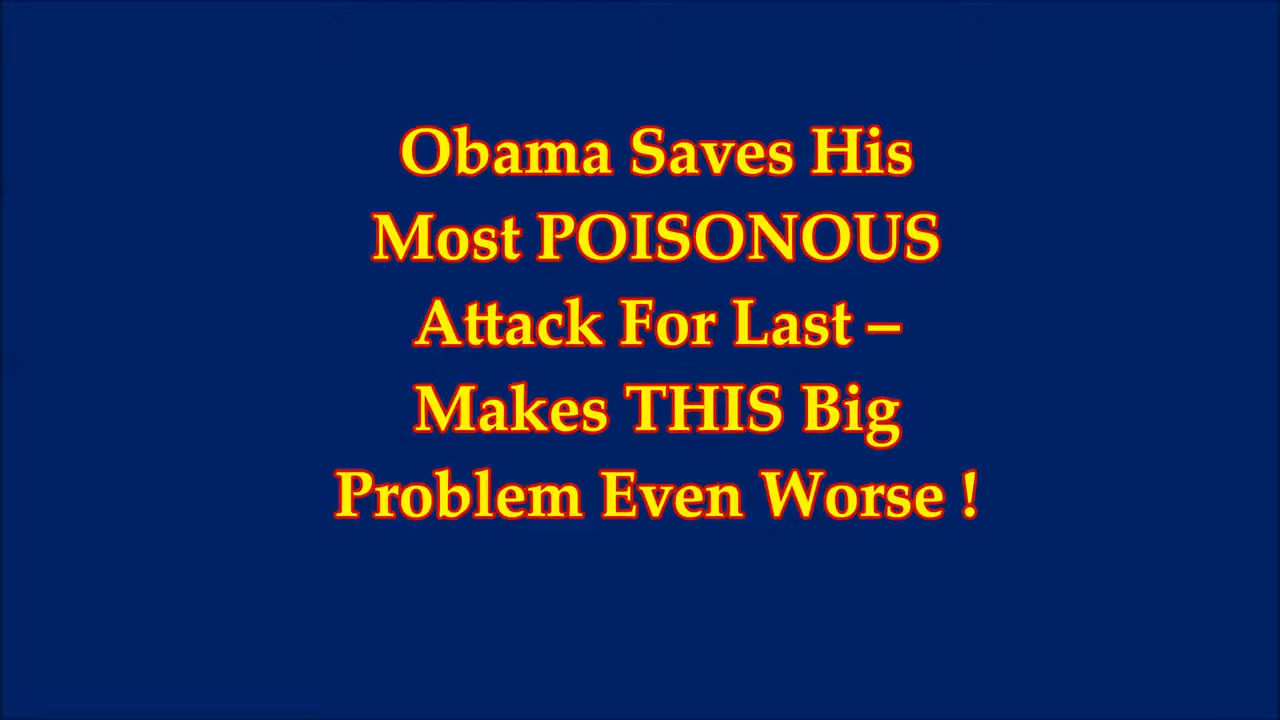 Obama Saves His
Most POISONOUS
Attack For Last –
Makes THIS Big
Problem Even Worse !